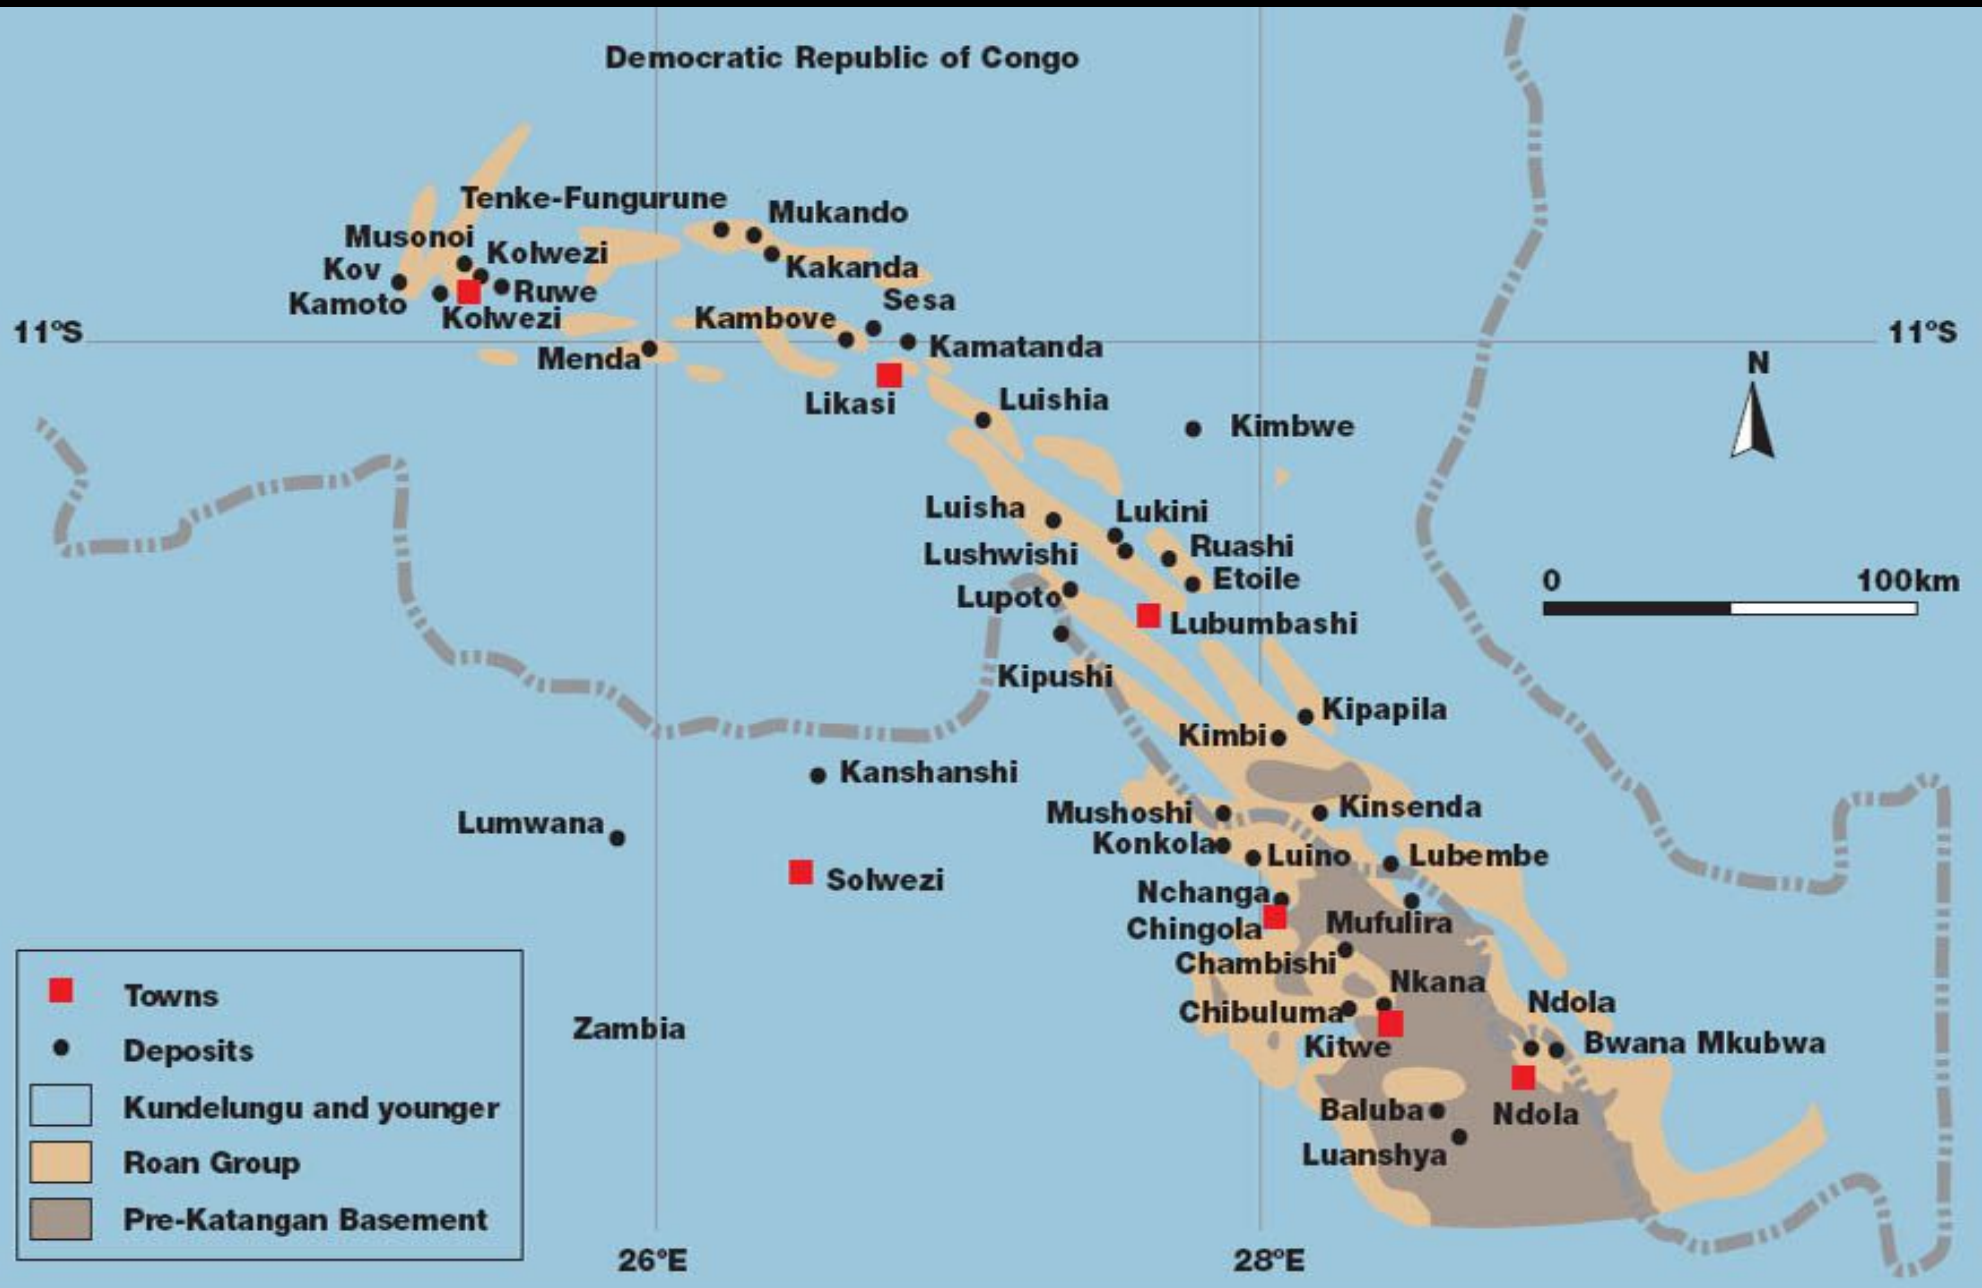 Democratic Republic of Congo
Tenke-Fungurune
Mukando
Musonoi
Kolwezi
Kov
Kakanda
Kamoto
Ruwe
Sesa
Kolwezi
Kambove
11°S
11°S
Menda
Kamatanda
N
Likasi
Luishia
Kimbwe
Luisha
Lukini
Lushwishi
Ruashi
Etoile
0
100km
Lupoto
Lubumbashi
Kipushi
Kipapila
Kimbi
Kanshanshi
Lumwana
Mushoshi
Kinsenda
Konkola
Luino
Lubembe
Solwezi
Nchanga
Chingola
Mufulira
Chambishi
Nkana
Towns
Ndola
Chibuluma
Zambia
Kitwe
Bwana Mkubwa
Deposits
Kundelungu and younger
Baluba
Ndola
Luanshya
Roan Group
Pre-Katangan Basement
26°E
28°E